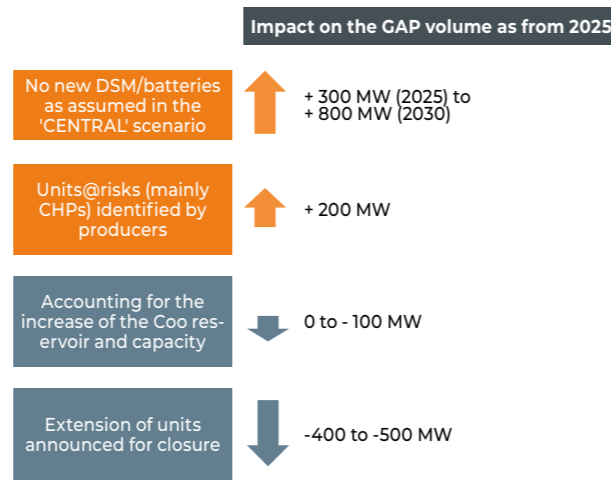 Impact on the GAP volume as from 2025
No new DSM/batteries
as assumed in the
'CENTRAL' scenario
+ 300 MW (2025) to
+ 800 MW (2030)
Units@risks (mainly
CHPs) identified by
producers
+ 200 MW
Accounting for the
increase of the Coo res-
ervoir and capacity
0 to - 100 MW
Extension of units
announced for closure
-400 to -500 MW